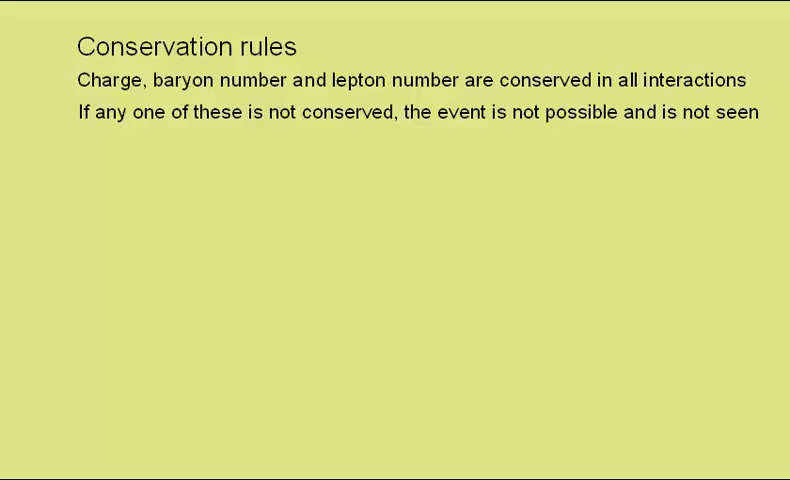 Conservation rules
Charge, baryon number and lepton number are conserved in all interactions
If any one of these is not conserved, the event is not possible and is not seen